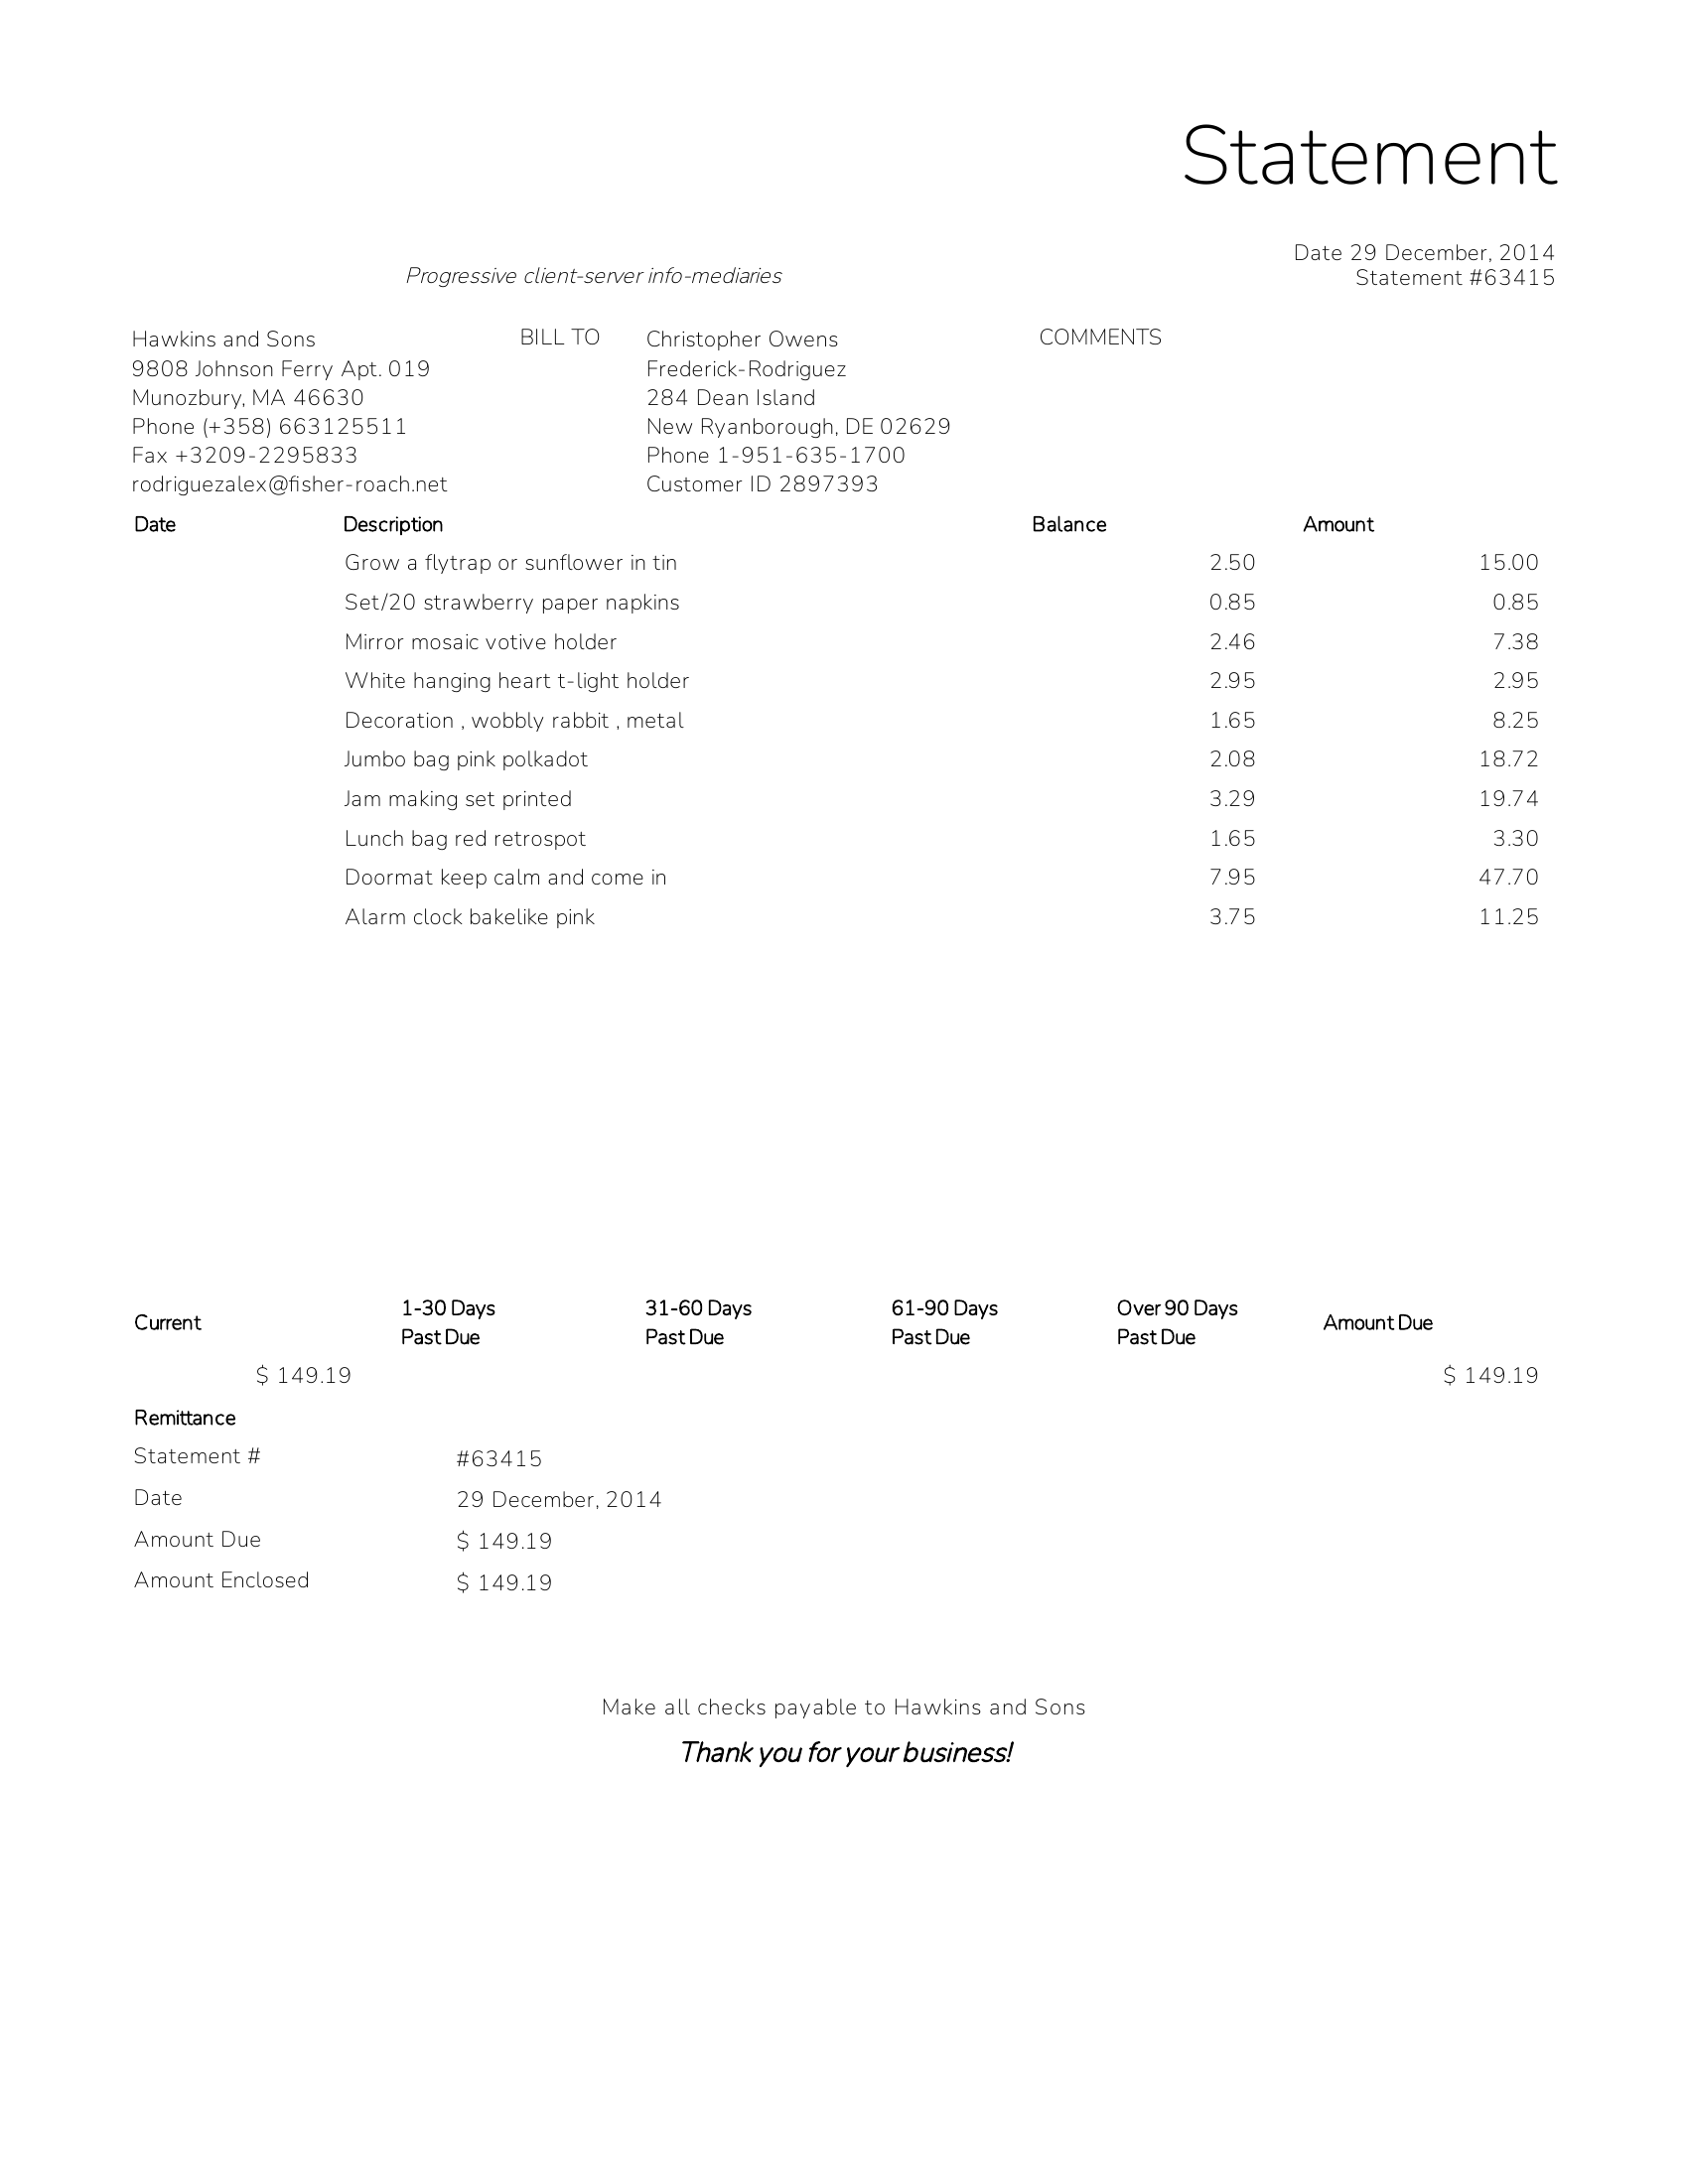 Statement
Date 29 December, 2014
Progressive client-server info-mediaries
Statement #63415
Hawkins and Sons
9808 Johnson Ferry Apt. 019
Munozbury, MA 46630
Phone (+358) 663125511
Fax +3209-2295833
rodriguezalex@fisher-roach.net
BILL TO
Christopher Owens
Frederick-Rodriguez
284 Dean Island
New Ryanborough, DE 02629
Phone 1-951-635-1700
Customer ID 2897393
COMMENTS
Date Description Balance Amount
Grow a flytrap or sunflower in tin 2.50 15.00
Set/20 strawberry paper napkins 0.85 0.85
Mirror mosaic votive holder 2.46 7.38
White hanging heart t-light holder 2.95 2.95
Decoration , wobbly rabbit , metal 1.65 8.25
Jumbo bag pink polkadot 2.08 18.72
Jam making set printed 3.29 19.74
Lunch bag red retrospot 1.65 3.30
Doormat keep calm and come in 7.95 47.70
Alarm clock bakelike pink 3.75 11.25
Current
1-30 Days
Past Due
31-60 Days
Past Due
61-90 Days
Past Due
Over 90 Days
Past Due
Amount Due
$ 149.19 $ 149.19
Remittance
Statement # #63415
Date 29 December, 2014
Amount Due $ 149.19
Amount Enclosed $ 149.19
Make all checks payable to Hawkins and Sons
Thank you for your business!